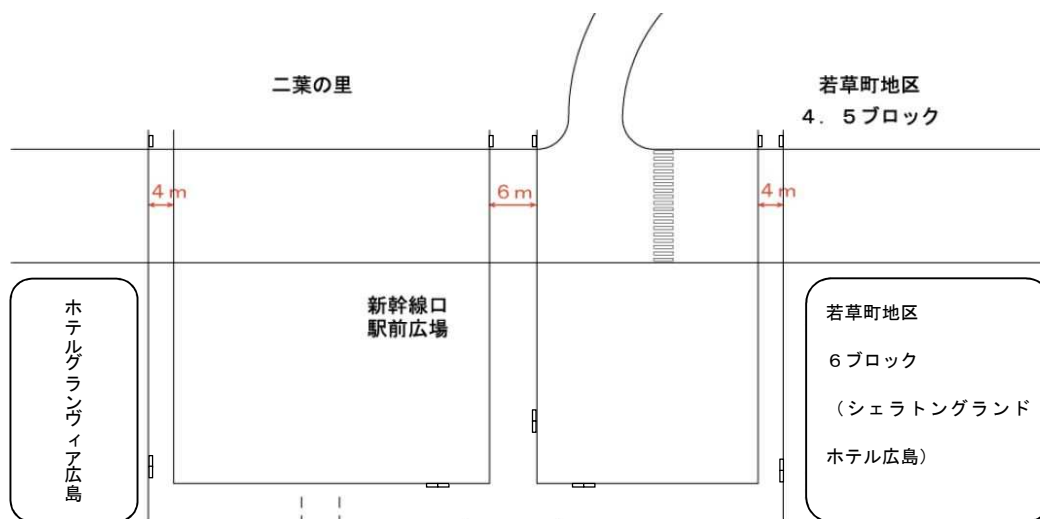 二葉の里
若草町地区
４．５ブロック
４ｍ
６ｍ
４ｍ
ホテルグランヴィア広島
新幹線口
駅前広場
若草町地区
６ブロック
（シェラトングランド
ホテル広島）